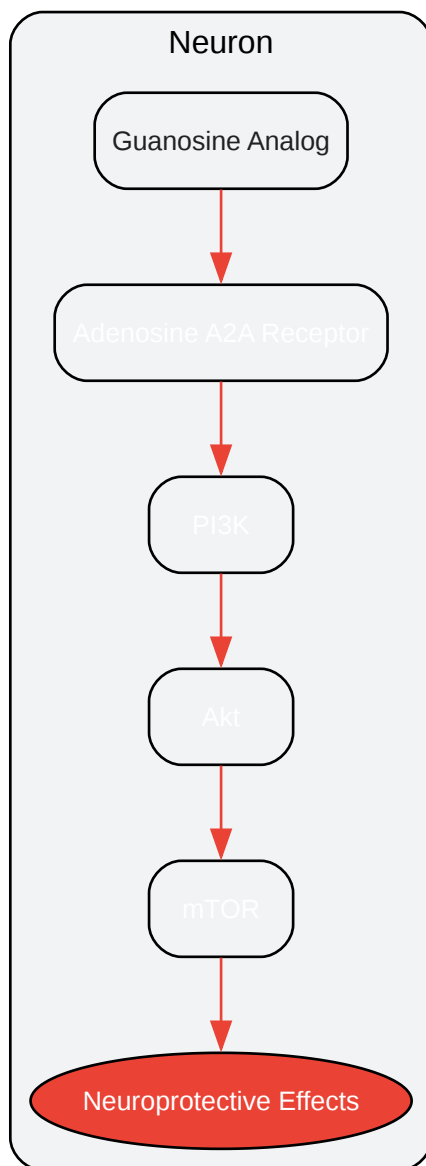 Neuron
Guanosine Analog
Adenosine A2A Receptor
PI3K
Akt
mTOR
Neuroprotective Effects